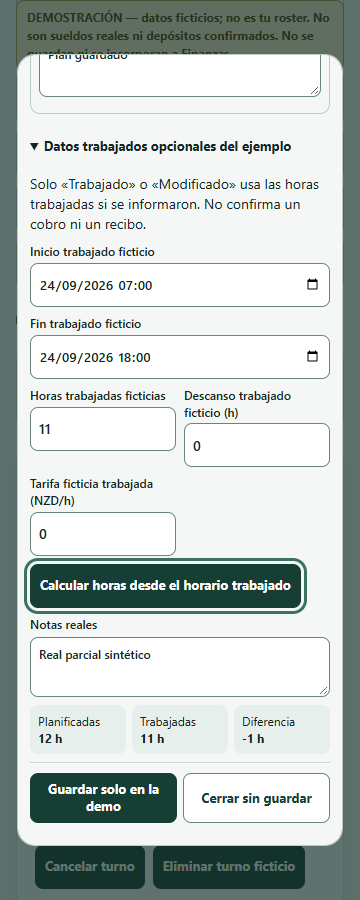 DEMOSTRACIÓN — datos ficticios; no es tu roster. No
son sueldos reales ni depósitos confirmados. No se
guardan ni se incorporan a Finanzas.
Plan guardado
▼ Datos trabajados opcionales del ejemplo
Solo «Trabajado» o «Modificado» usa las horas
trabajadas si se informaron. No confirma un
cobro ni un recibo.
Inicio trabajado ficticio
24/09/2026 07:00
Fin trabajado ficticio
24/09/2026 18:00
Horas trabajadas ficticias
11
Descanso trabajado
ficticio (h)
0
Tarifa ficticia trabajada
(NZD/h)
0
Calcular horas desde el horario trabajado
Notas reales
Real parcial sintético
Planificadas
12 h
Trabajadas
11 h
Diferencia
-1 h
Guardar solo en la
demo
Cerrar sin guardar
Cancelar turno
Eliminar turno ficticio